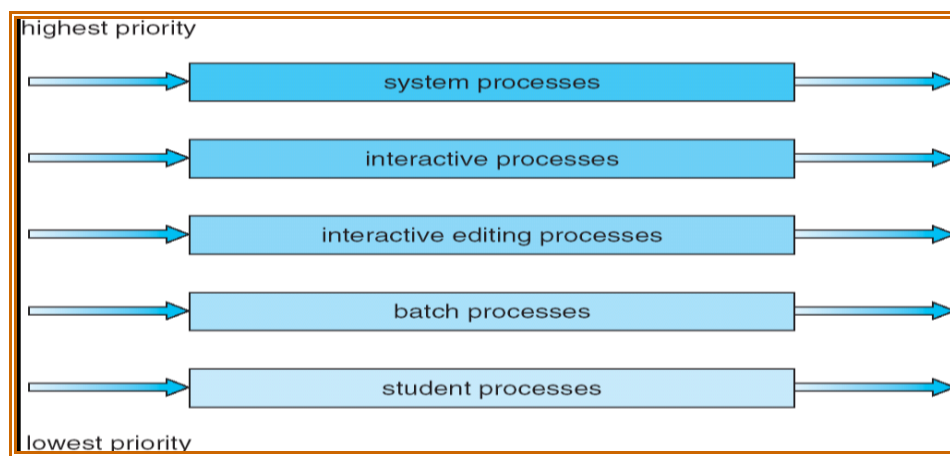 highest priority
system processes
interactive processes
interactive editing processes
batch processes
student processes
lowest priority